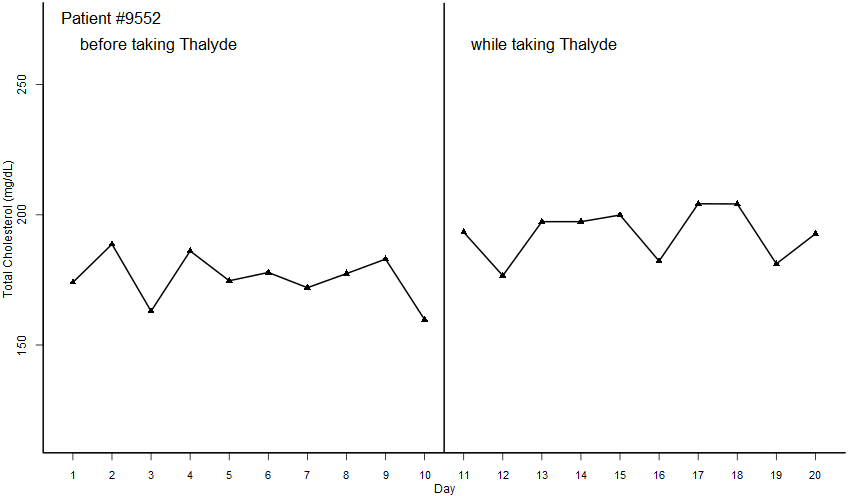 Patient #9552
before taking Thalyde
while taking Thalyde
Total Cholesterol (mg/dL)
250
200
150
1 2 3 4 5 6 7 8 9 10 11 12 13 14 15 16 17 18 19 20
Day